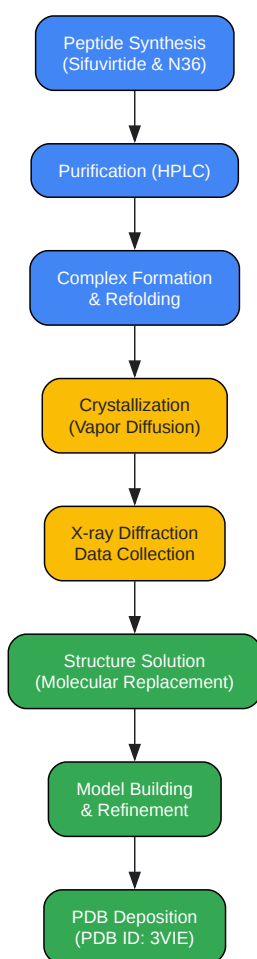 Peptide Synthesis
(Sifuvirtide & N36)
Purification (HPLC)
Complex Formation
& Refolding
Crystallization
(Vapor Diffusion)
X-ray Diffraction
Data Collection
Structure Solution
(Molecular Replacement)
Model Building
& Refinement
PDB Deposition
(PDB ID: 3VIE)